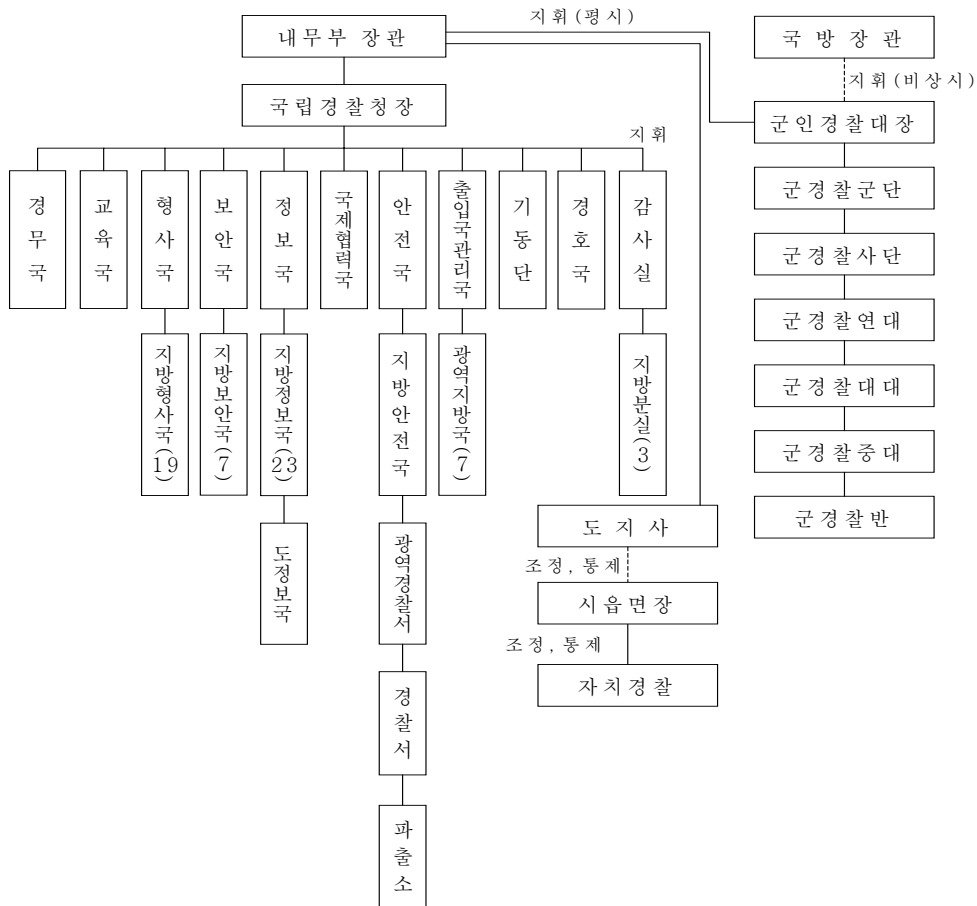 지휘(평시)
내무부 장관
국방장관
지휘(비상시)
국립경찰청장
군인경찰대장
지휘
경무국
교육국
형사국
보안국
정보국
국제협력국
안전국
출입국관리국
기동단
경호국
감사실
군경찰군단
군경찰사단
군경찰연대
지방형사국(19)
지방보안국(7)
지방정보국(23)
지방안전국
광역지방국(7)
지방분실(3)
군경찰대대
군경찰중대
군경찰반
도지사
조정, 통제
도정보국
광역경찰서
시읍면장
조정, 통제
자치경찰
경찰서
파출소